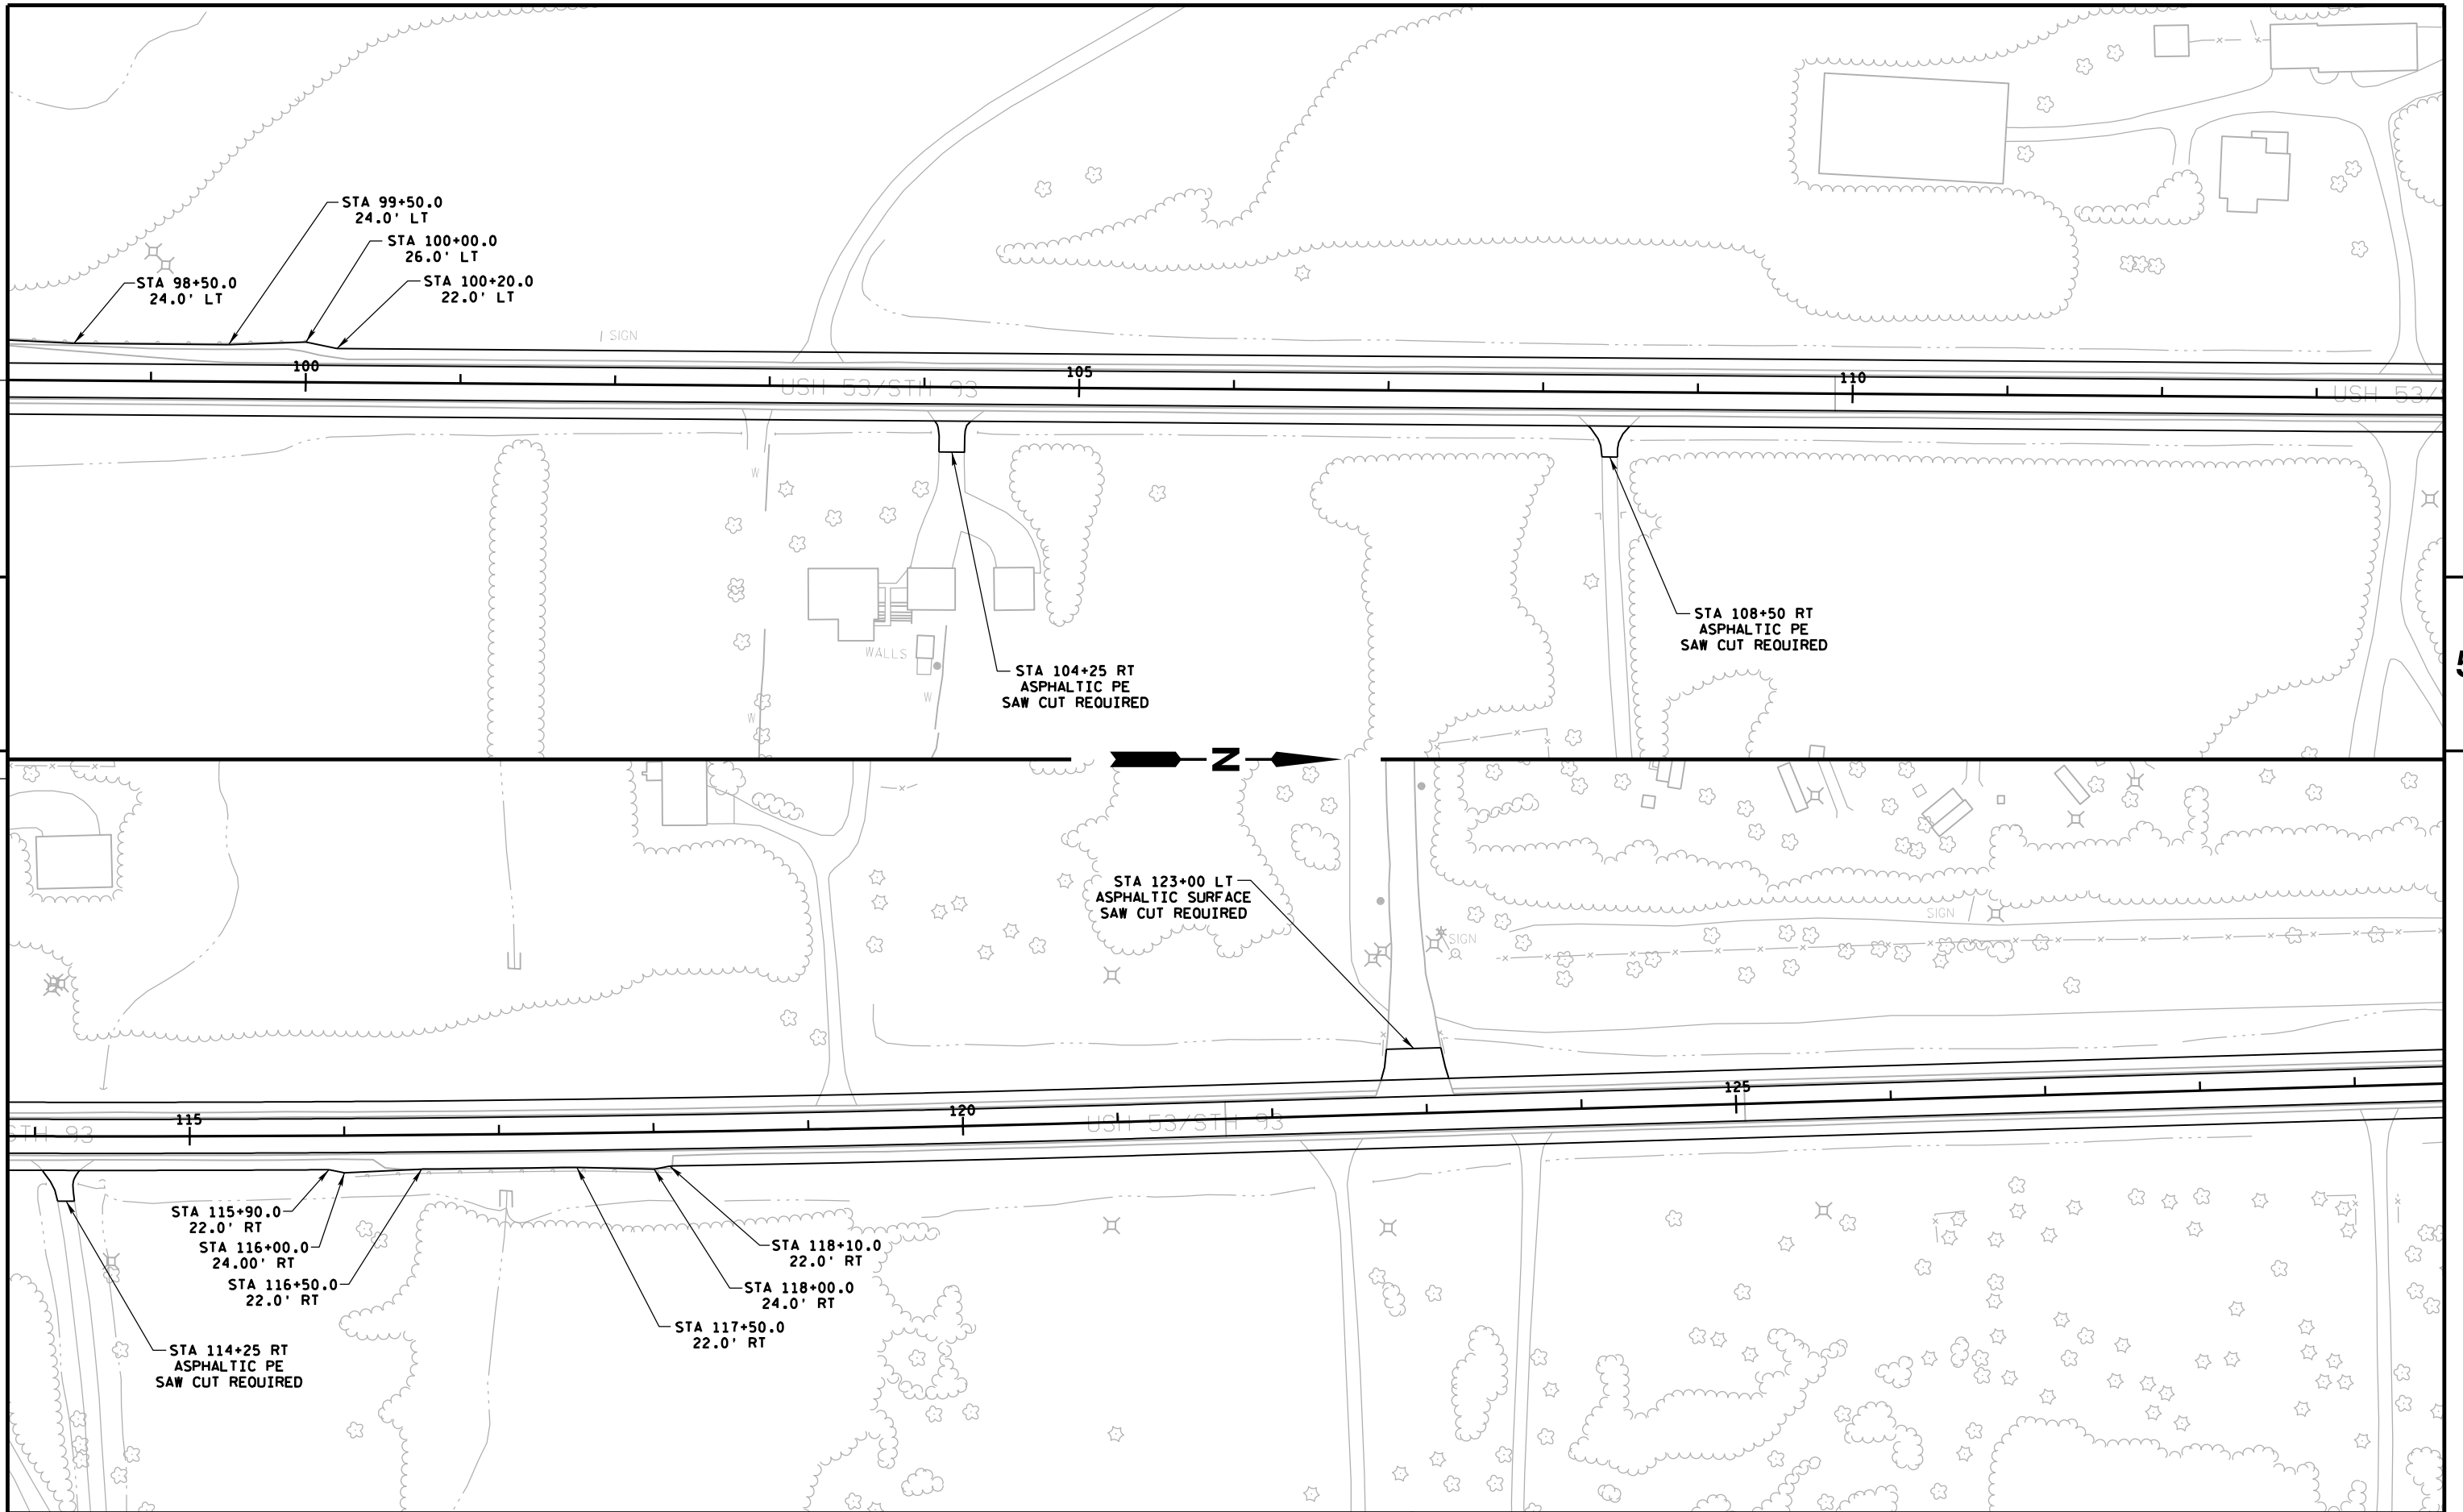 STA 99+50.0
24.0' LT
STA 100+00.0
26.0' LT
STA 100+20.0
22.0' LT
STA 98+50.0
24.0' LT
SIGN
100
105
110
USH 53/STH 93
USH 53/
W
WALLS
W
W
STA 104+25 RT
ASPHALTIC PE
SAW CUT REQUIRED
STA 108+50 RT
ASPHALTIC PE
SAW CUT REQUIRED
N
STA 123+00 LT
ASPHALTIC SURFACE
SAW CUT REQUIRED
SIGN
SIGN
115
120
125
STH 93
USH 53/STH 93
STA 115+90.0
22.0' RT
STA 116+00.0
24.00' RT
STA 116+50.0
22.0' RT
STA 118+10.0
22.0' RT
STA 118+00.0
24.0' RT
STA 117+50.0
22.0' RT
STA 114+25 RT
ASPHALTIC PE
SAW CUT REQUIRED